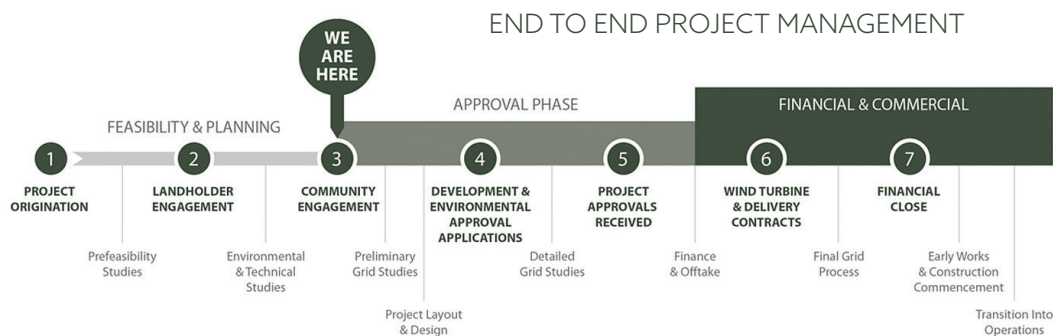 END TO END PROJECT MANAGEMENT
WE
ARE
HERE
FEASIBILITY & PLANNING
APPROVAL PHASE
FINANCIAL & COMMERCIAL
1
2
3
4
5
6
7
PROJECT
ORIGINATION
LANDHOLDER
ENGAGEMENT
COMMUNITY
ENGAGEMENT
DEVELOPMENT &
ENVIRONMENTAL
APPROVAL
APPLICATIONS
PROJECT
APPROVALS
RECEIVED
WIND TURBINE
& DELIVERY
CONTRACTS
FINANCIAL
CLOSE
Prefeasibility
Studies
Environmental
& Technical
Studies
Preliminary
Grid Studies
Detailed
Grid Studies
Finance
& Offtake
Final Grid
Process
Early Works
& Construction
Commencement
Project Layout
& Design
Transition Into
Operations